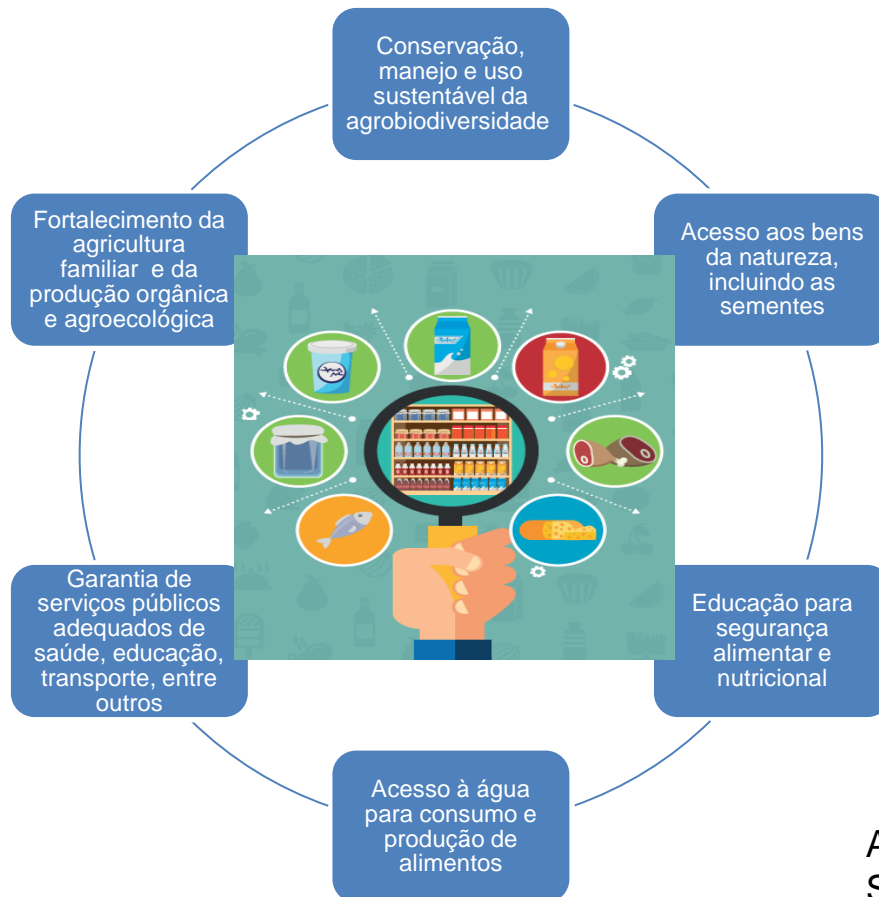 Conservação,
manejo e uso
sustentável da
agrobiodiversidade
Acesso aos bens
da natureza,
incluindo as
sementes
Educação para
segurança
alimentar e
nutricional
Acesso à água
para consumo e
produção de
alimentos
Garantia de
serviços públicos
adequados de
saúde, educação,
transporte, entre
outros
Fortalecimento da
agricultura
familiar e da
produção orgânica
e agroecológica